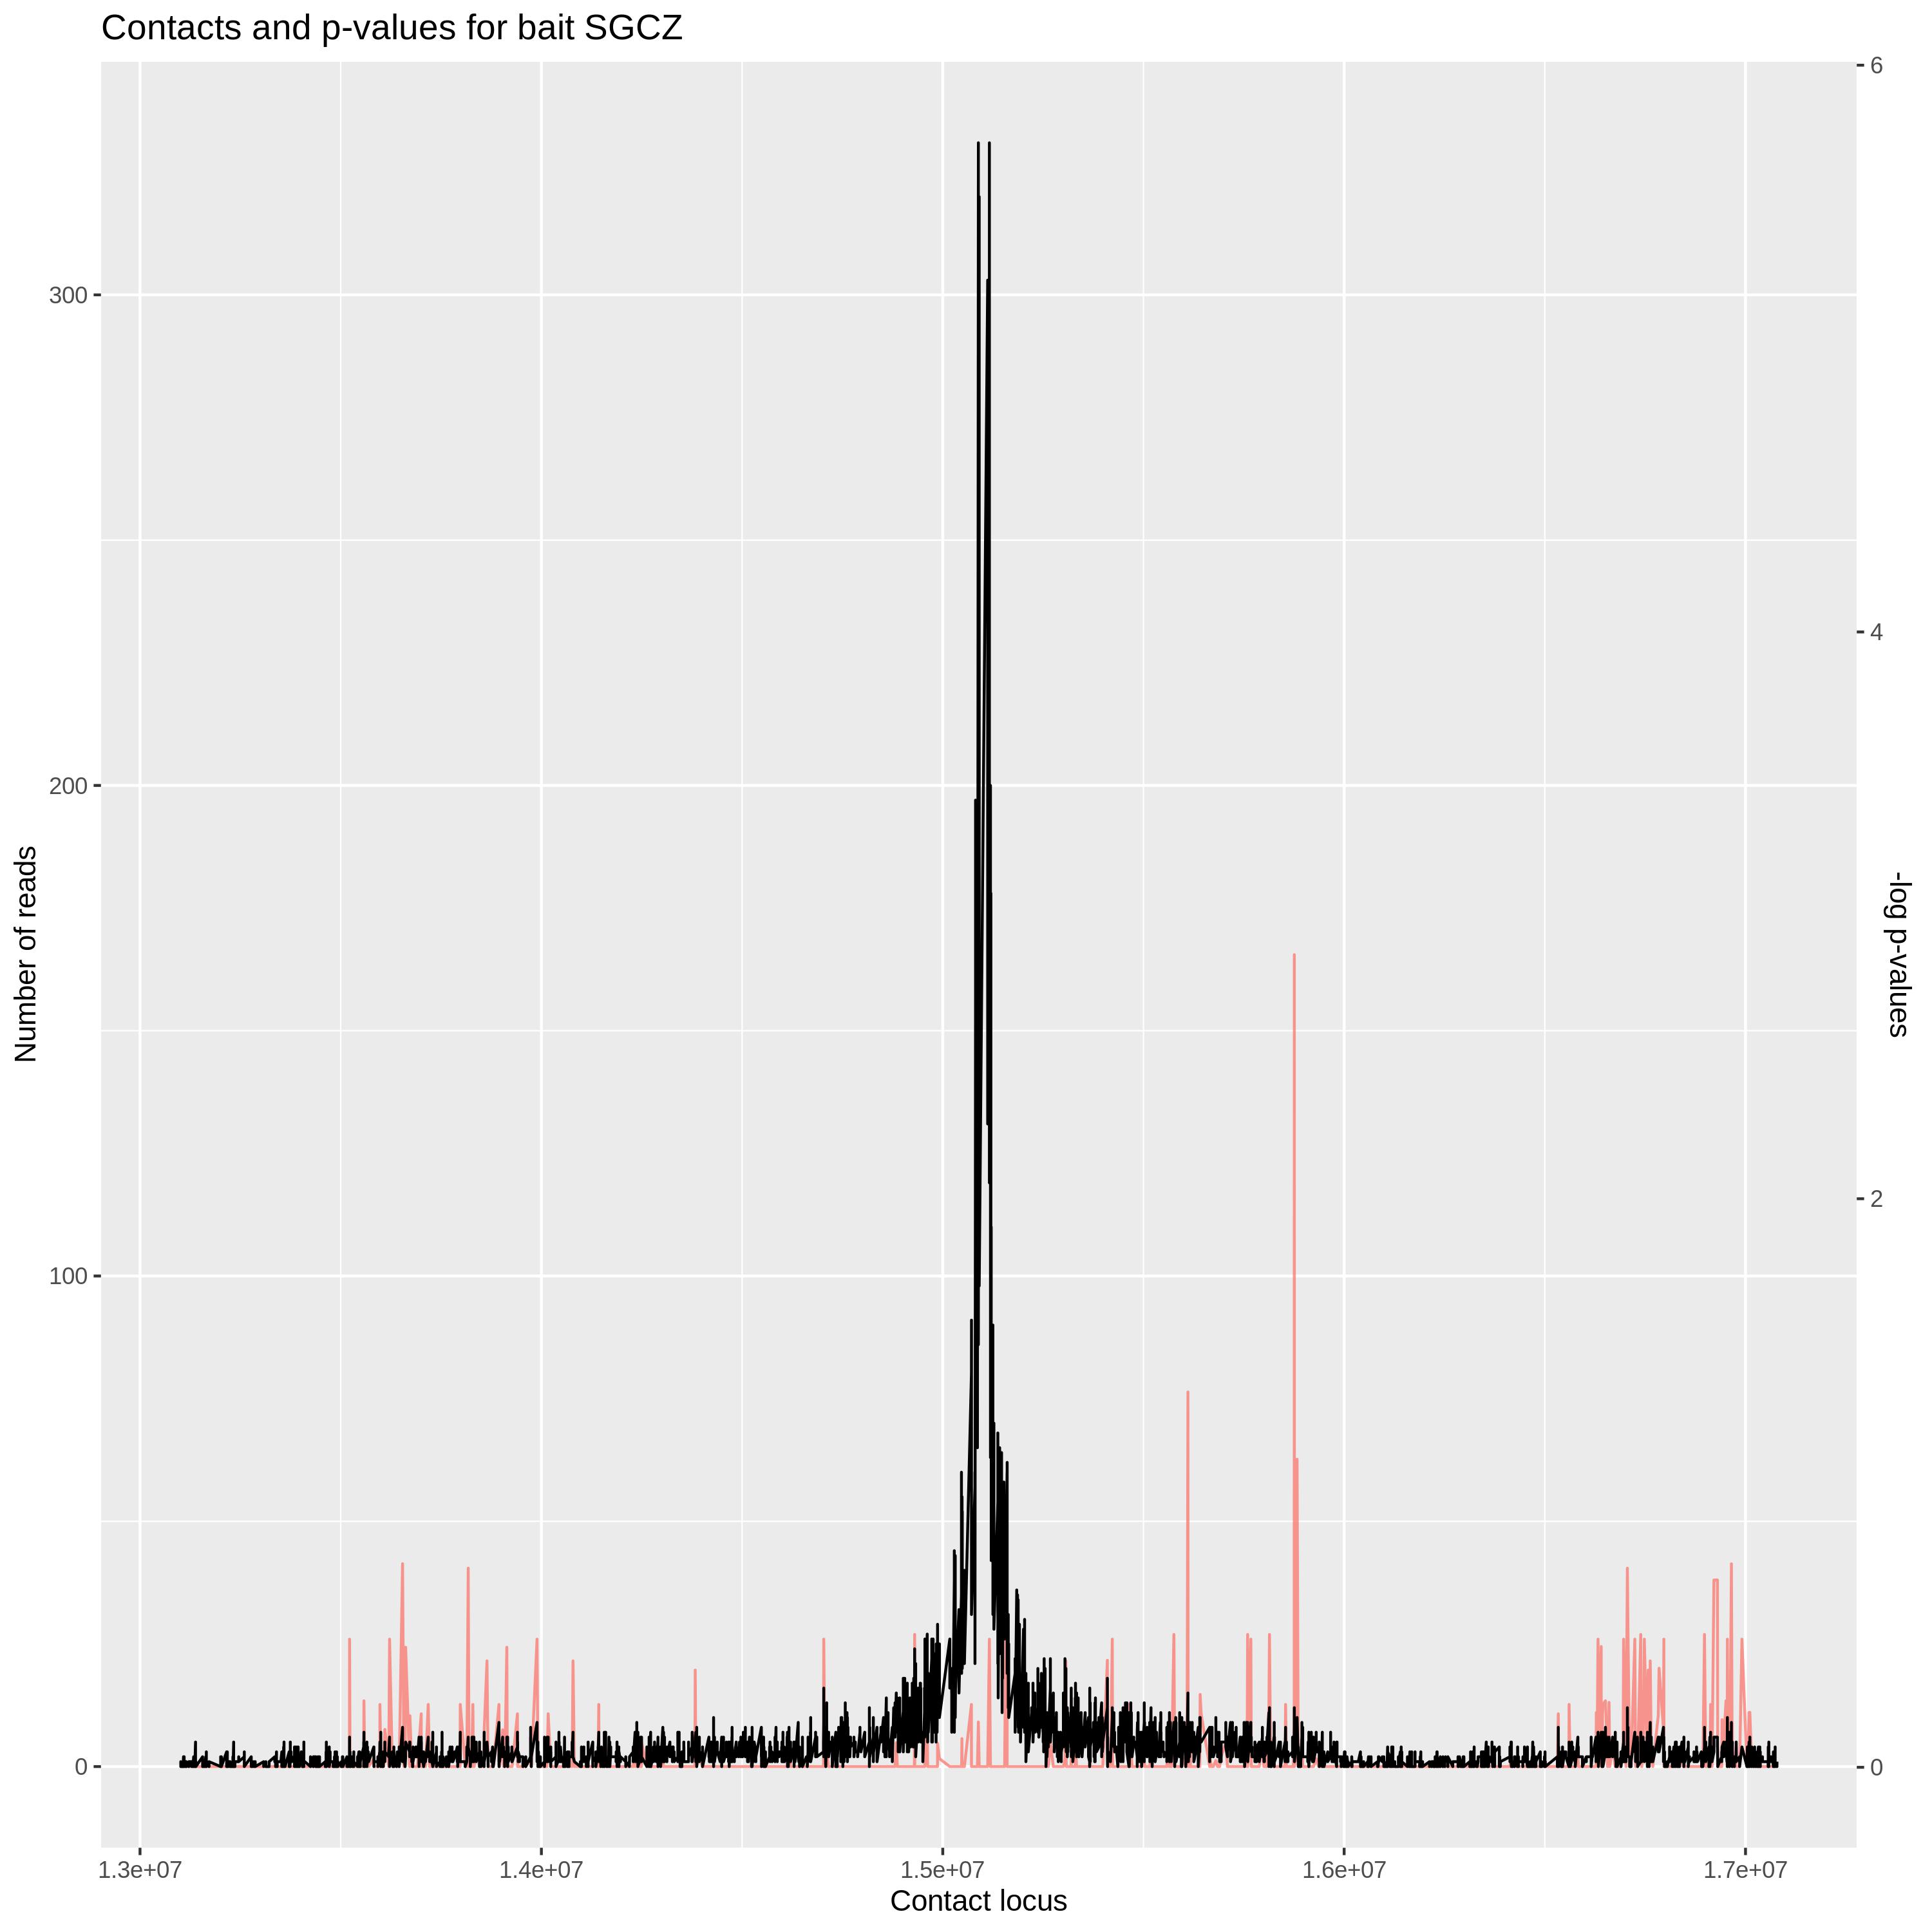 Contacts and p-values for bait SGCZ
6
300
4
200
Number of reads
-log p-values
2
100
0
0
1.3e+07
1.4e+07
1.5e+07
1.6e+07
1.7e+07
Contact locus